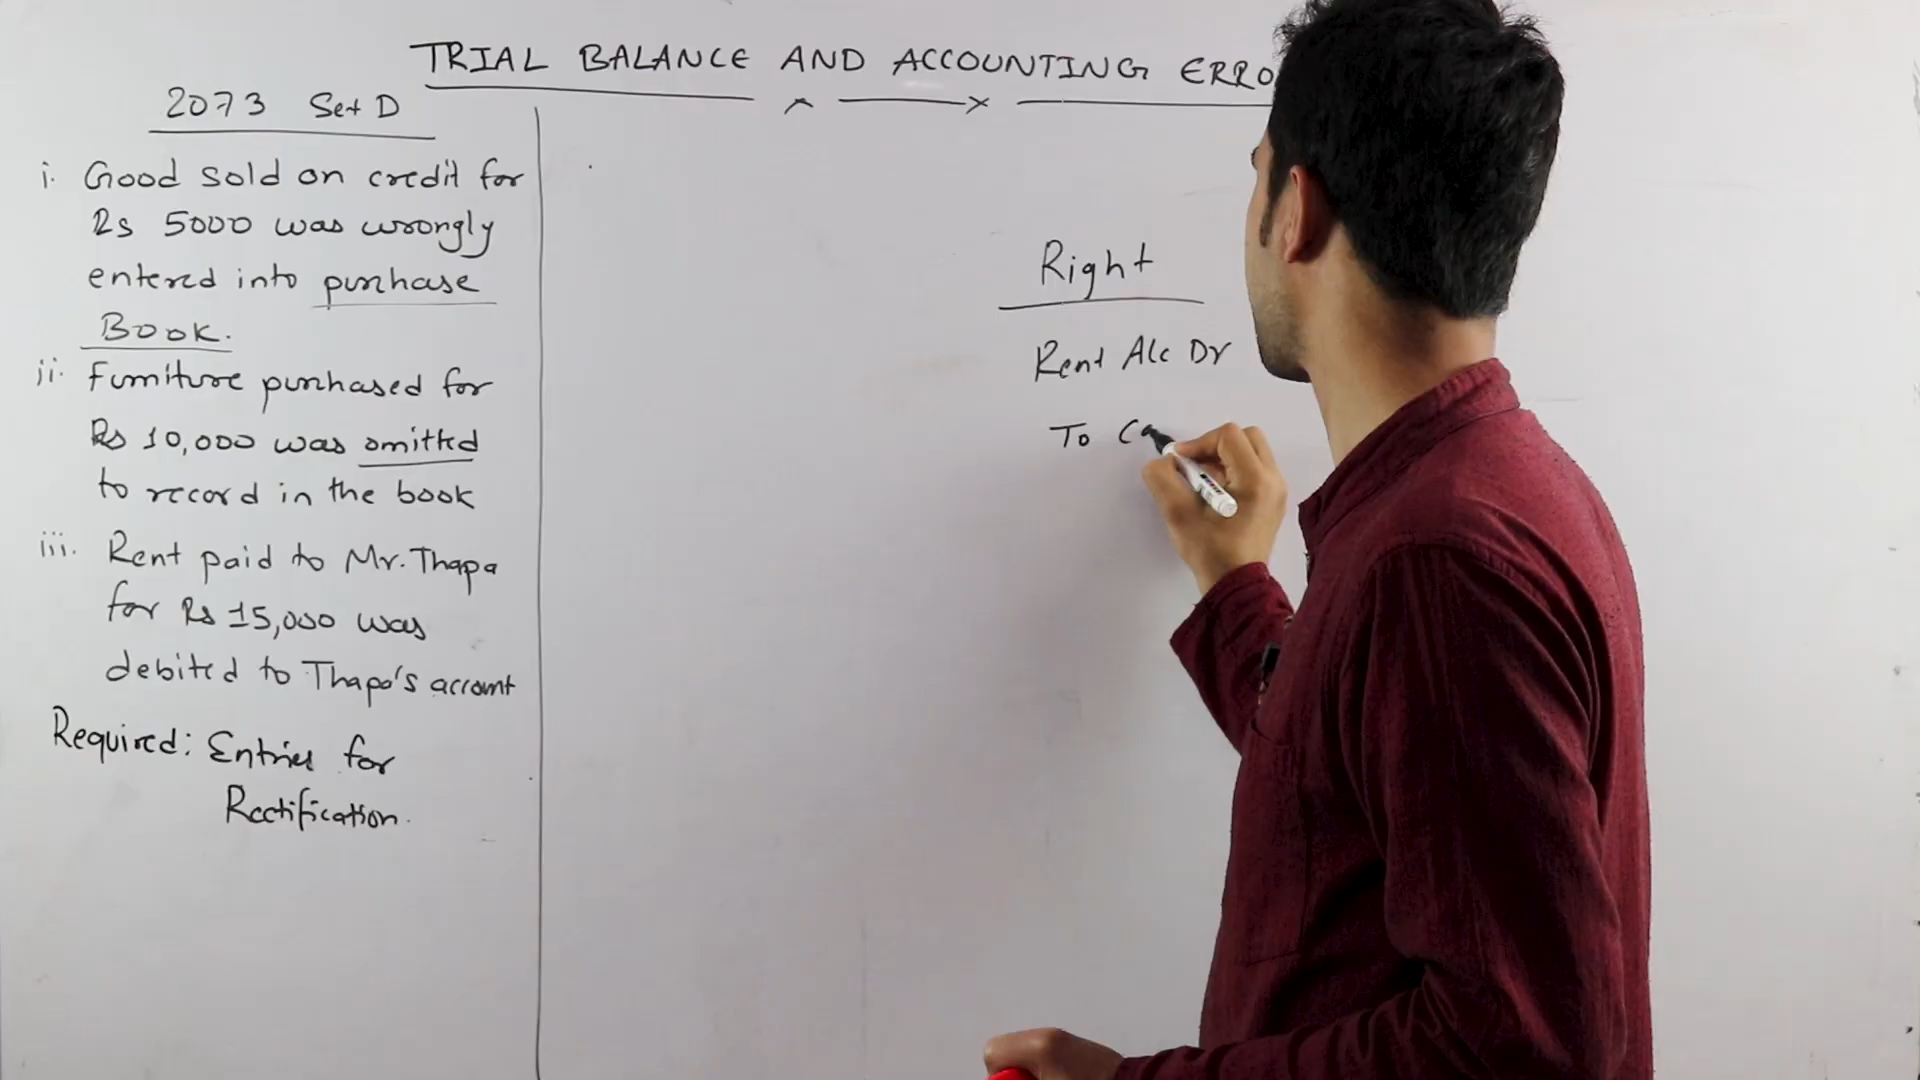 TRIAL BALANCE AND ACCOUNTING ERRO
2073 Set D
i. Good sold on credit for
Rs 5000 was wrongly
entered into purchase
Book.
ii. Furniture purchased for
Rs 10,000 was omitted
to record in the book
iii. Rent paid to Mr. Thapa
for Rs 15,000 was
debited to Thapa's account
Required: Entries for
Rectification.
Right
Rent A/c Dr
To Ca